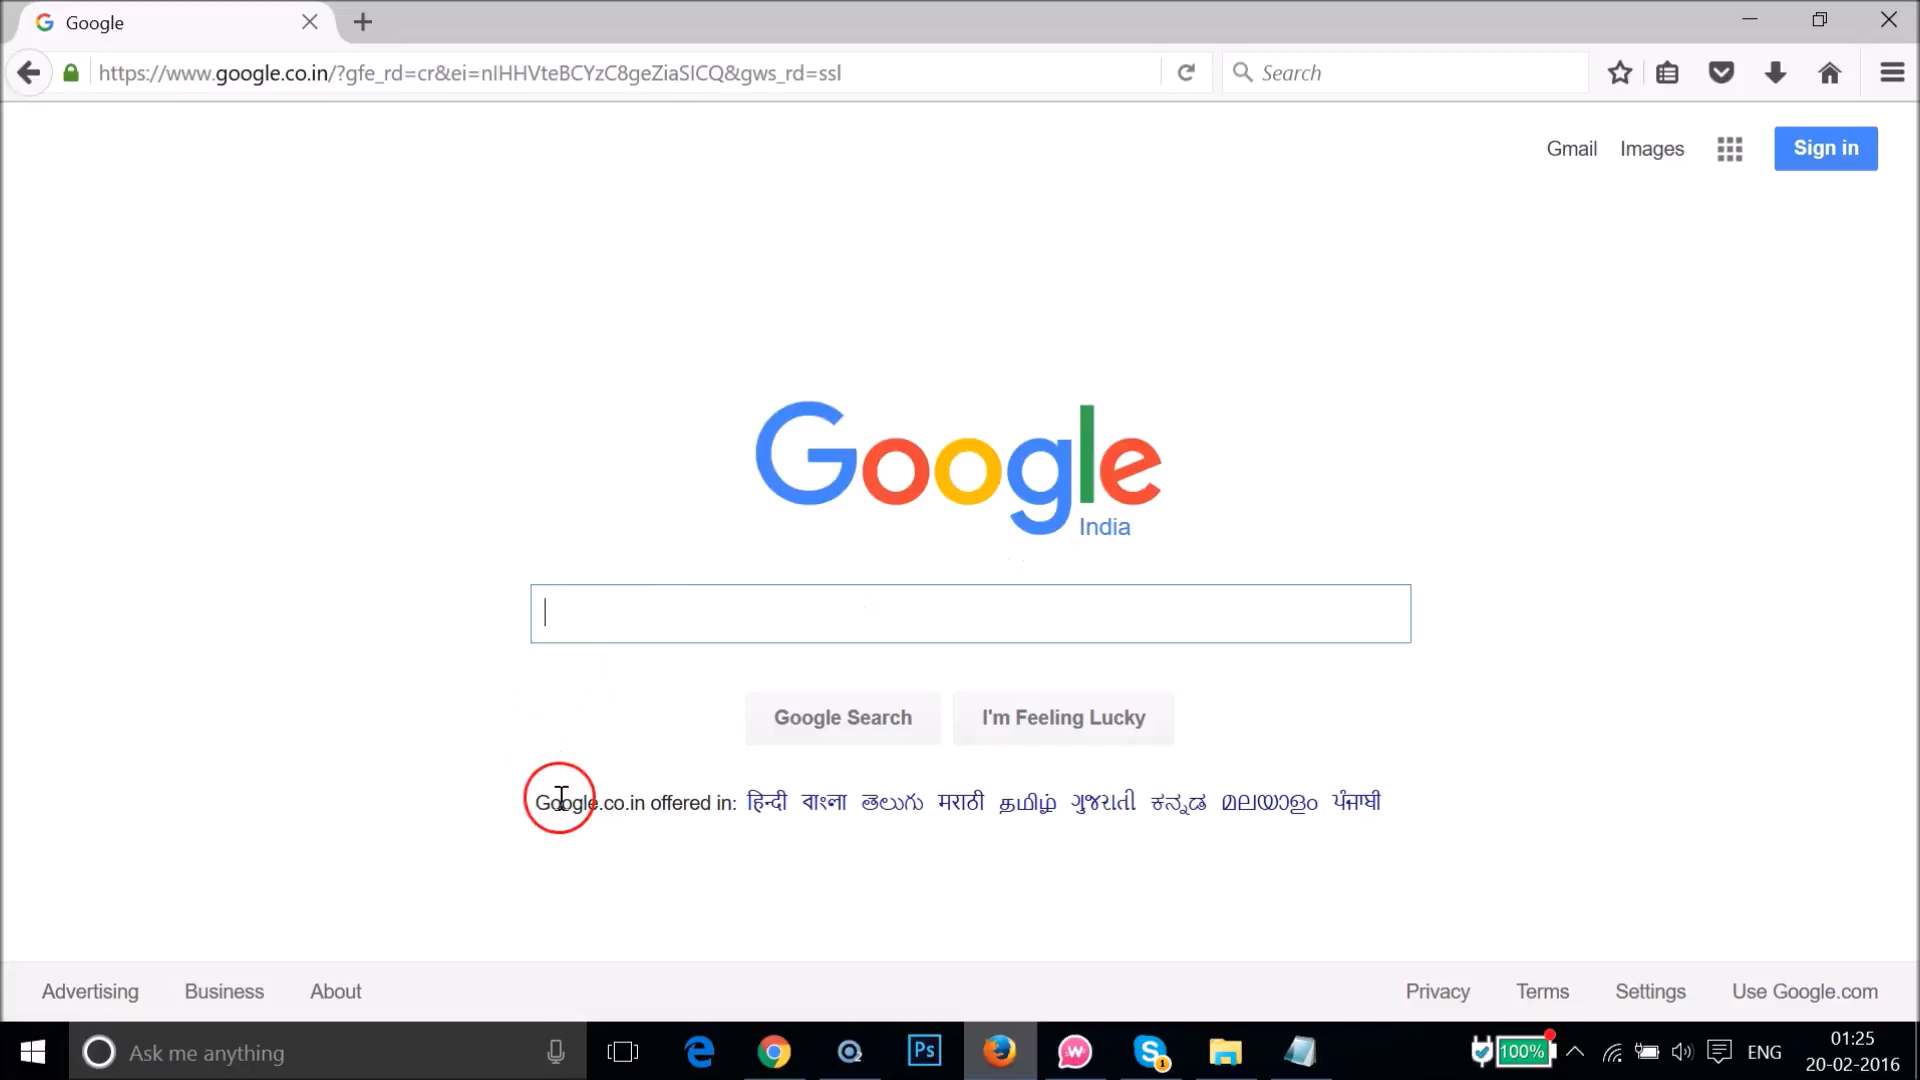 Google
https://www.google.co.in/?gfe_rd=cr&ei=nIHHVteBCYzC8geZiaSICQ&gws_rd=ssl
Search
Gmail Images Sign in
Google
India
Google Search I'm Feeling Lucky
Google.co.in offered in: हिन्दी বাংলা తెలుగు मराठी தமிழ் ગુજરાતી ಕನ್ನಡ മലയാളം ਪੰਜਾਬੀ
Advertising Business About Privacy Terms Settings Use Google.com
Ask me anything Ps W S 1 100% ENG 01:25
20-02-2016